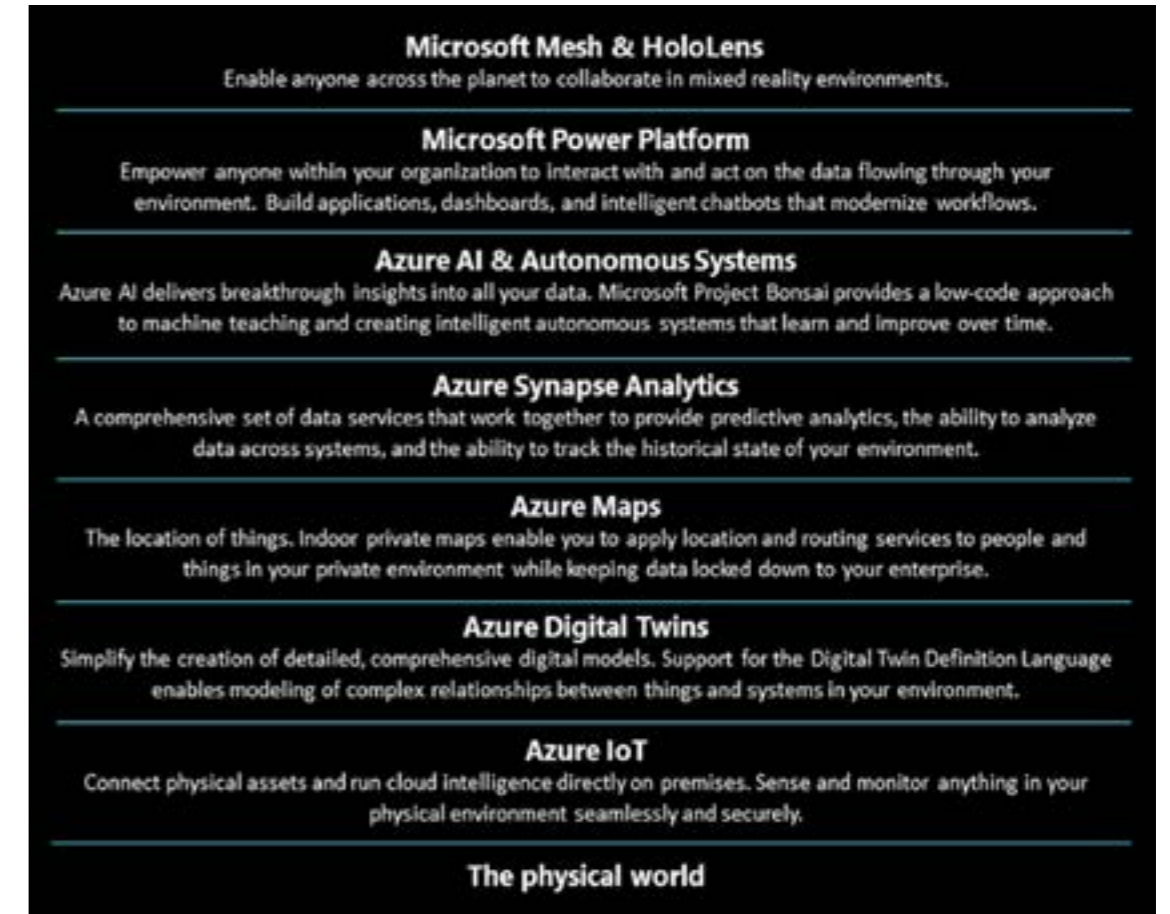 Microsoft Mesh & HoloLens
Enable anyone across the planet to collaborate in mixed reality environments.
Microsoft Power Platform
Empower anyone within your organization to interact with and act on the data flowing through your
environment. Build applications, dashboards, and intelligent chatbots that modernize workflows.
Azure AI & Autonomous Systems
Azure AI delivers breakthrough insights into all your data. Microsoft Project Bonsai provides a low-code approach
to machine teaching and creating intelligent autonomous systems that learn and improve over time.
Azure Synapse Analytics
A comprehensive set of data services that work together to provide predictive analytics, the ability to analyze
data across systems, and the ability to track the historical state of your environment.
Azure Maps
The location of things. Indoor private maps enable you to apply location and routing services to people and
things in your private environment while keeping data locked down to your enterprise.
Azure Digital Twins
Simplify the creation of detailed, comprehensive digital models. Support for the Digital Twin Definition Language
enables modeling of complex relationships between things and systems in your environment.
Azure IoT
Connect physical assets and run cloud intelligence directly on premises. Sense and monitor anything in your
physical environment seamlessly and securely.
The physical world